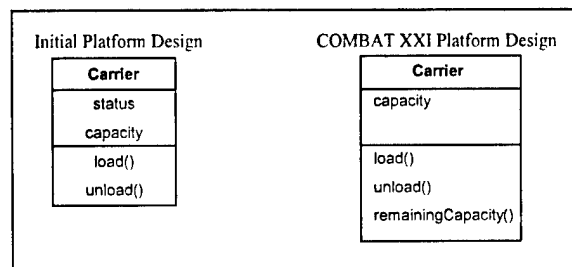 Initial Platform Design
Carrier
status
capacity
load()
unload()
COMBAT XXI Platform Design
Carrier
capacity
load()
unload()
remainingCapacity()